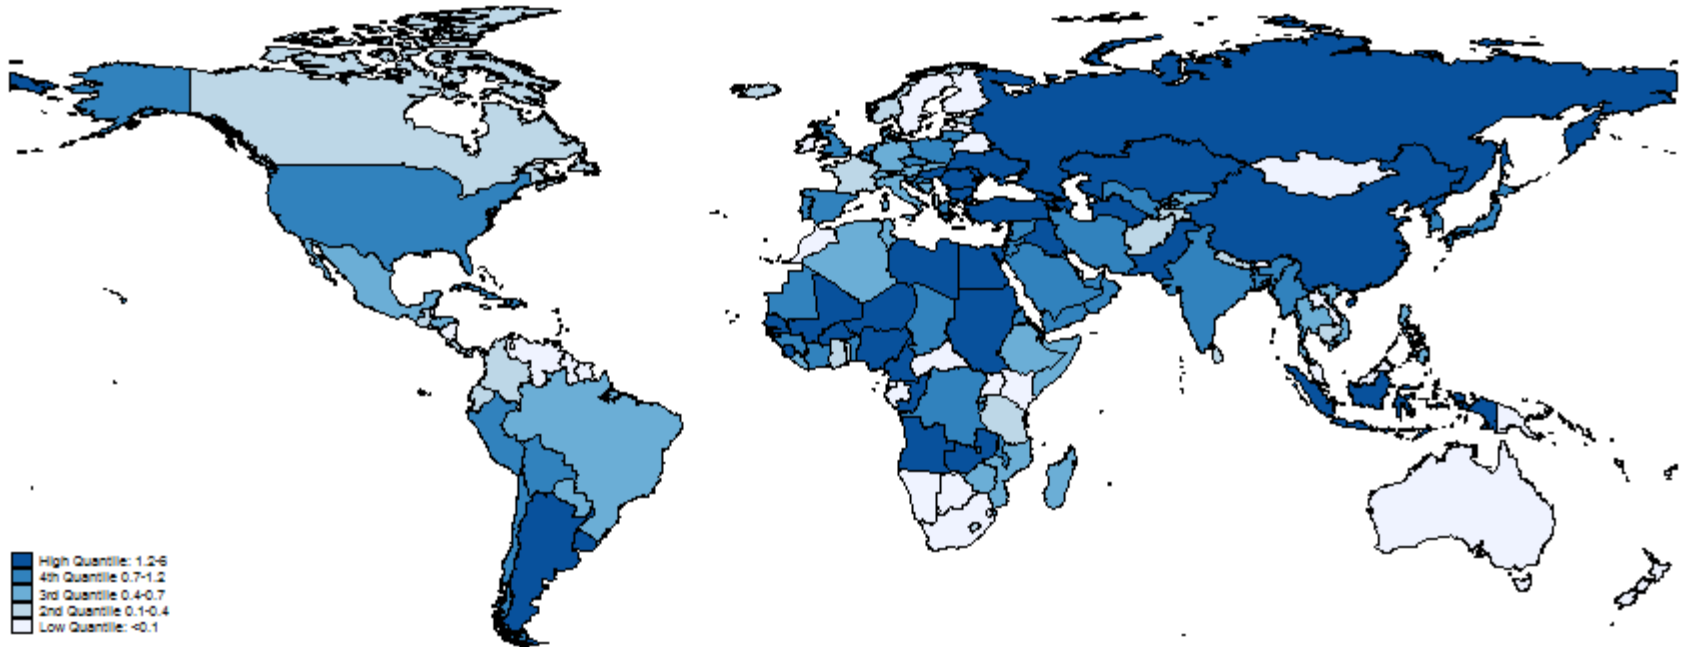 High Quantile: 1.2-6
4th Quantile 0.7-1.2
3rd Quantile 0.4-0.7
2nd Quantile 0.1-0.4
Low Quantile: <0.1